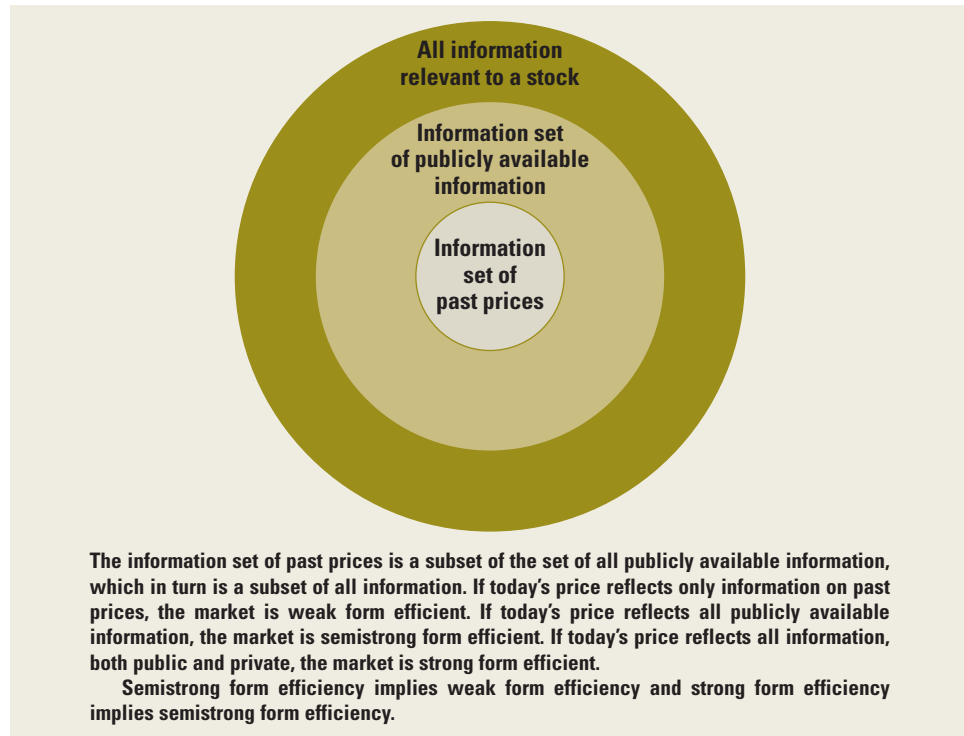 All information
relevant to a stock
Information set
of publicly available
information
Information
set of
past prices
The information set of past prices is a subset of the set of all publicly available information,
which in turn is a subset of all information. If today’s price reflects only information on past
prices, the market is weak form efficient. If today’s price reflects all publicly available
information, the market is semistrong form efficient. If today’s price reflects all information,
both public and private, the market is strong form efficient.
Semistrong form efficiency implies weak form efficiency and strong form efficiency
implies semistrong form efficiency.